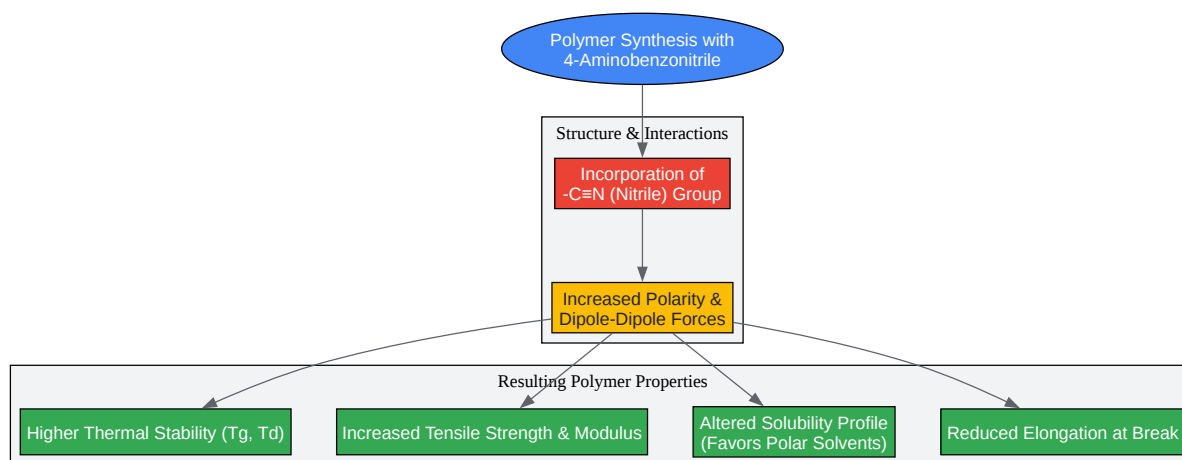 Polymer Synthesis with
4-Aminobenzonitrile
Structure & Interactions
Incorporation of
-C≡N (Nitrile) Group
Increased Polarity &
Dipole-Dipole Forces
Resulting Polymer Properties
Higher Thermal Stability (Tg, Td)
Increased Tensile Strength & Modulus
Altered Solubility Profile
(Favors Polar Solvents)
Reduced Elongation at Break